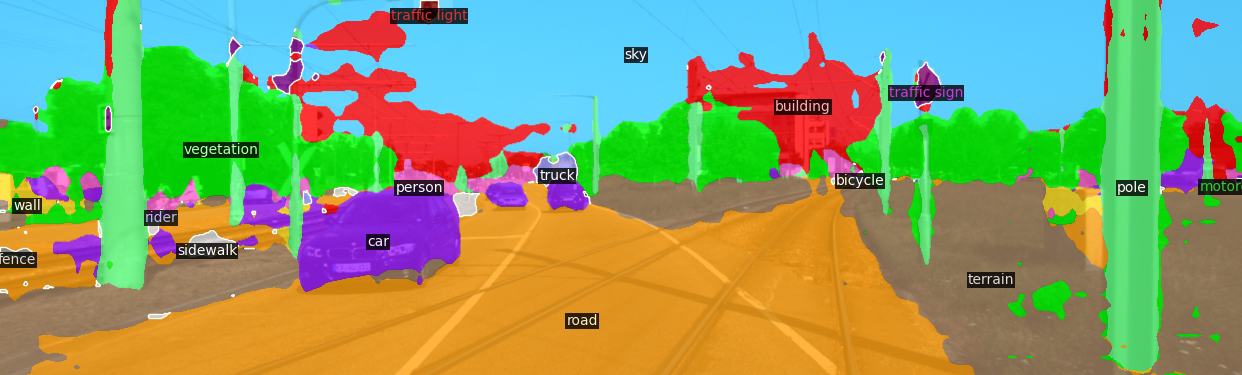 traffic light
sky
traffic sign
building
vegetation
truck
bicycle
person
pole
motor
wall
rider
car
sidewalk
fence
terrain
road